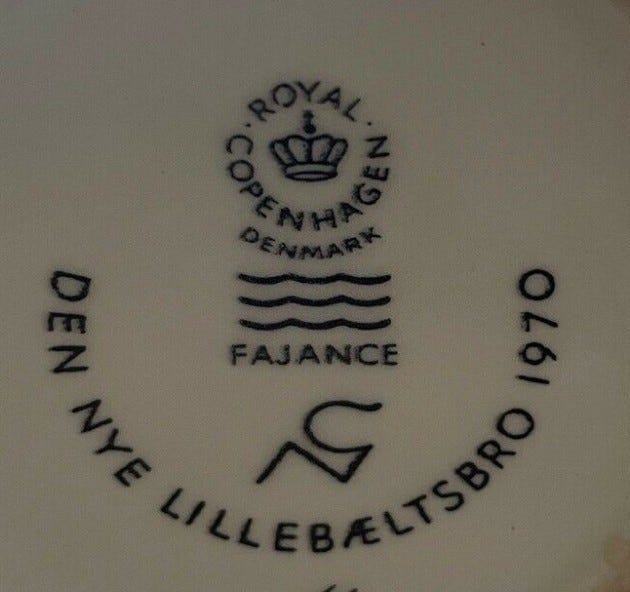 ROYAL
COPENHAGEN
DENMARK
FAJANCE
DEN NYE LILLEBÆLTSBRO 1970